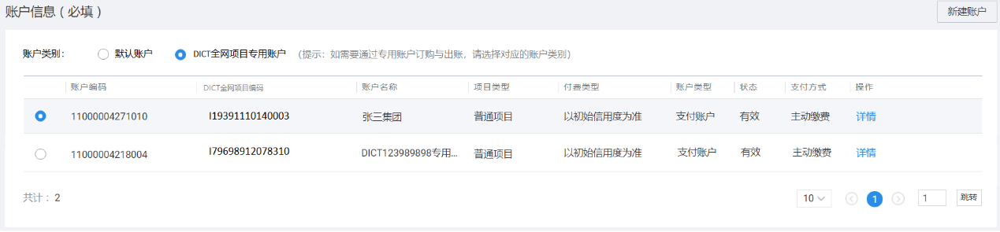 账户信息（必填）
新建账户
账户类别： 默认账户 DICT全网项目专用账户 （提示：如需要通过专用账户订购与出账，请选择对应的账户类别）
账户编码 DICT全网项目编码 账户名称 项目类型 付费类型 账户类型 状态 支付方式 操作
11000004271010 I19391110140003 张三集团 普通项目 以初始信用度为准 支付账户 有效 主动缴费 详情
11000004218004 I79698912078310 DICT123989898专用... 普通项目 以初始信用度为准 支付账户 有效 主动缴费 详情
共计： 2 10 1 1 跳转